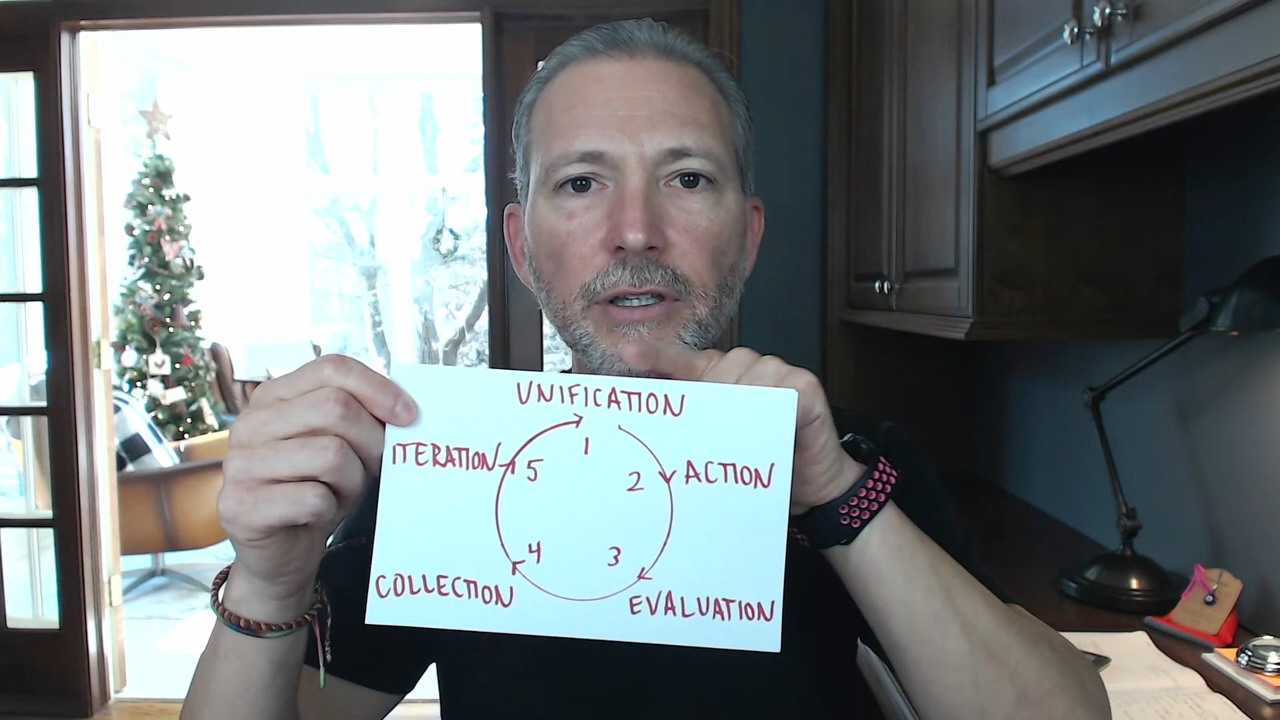 UNIFICATION
1
ACTION
2
EVALUATION
3
COLLECTION
4
ITERATION
5